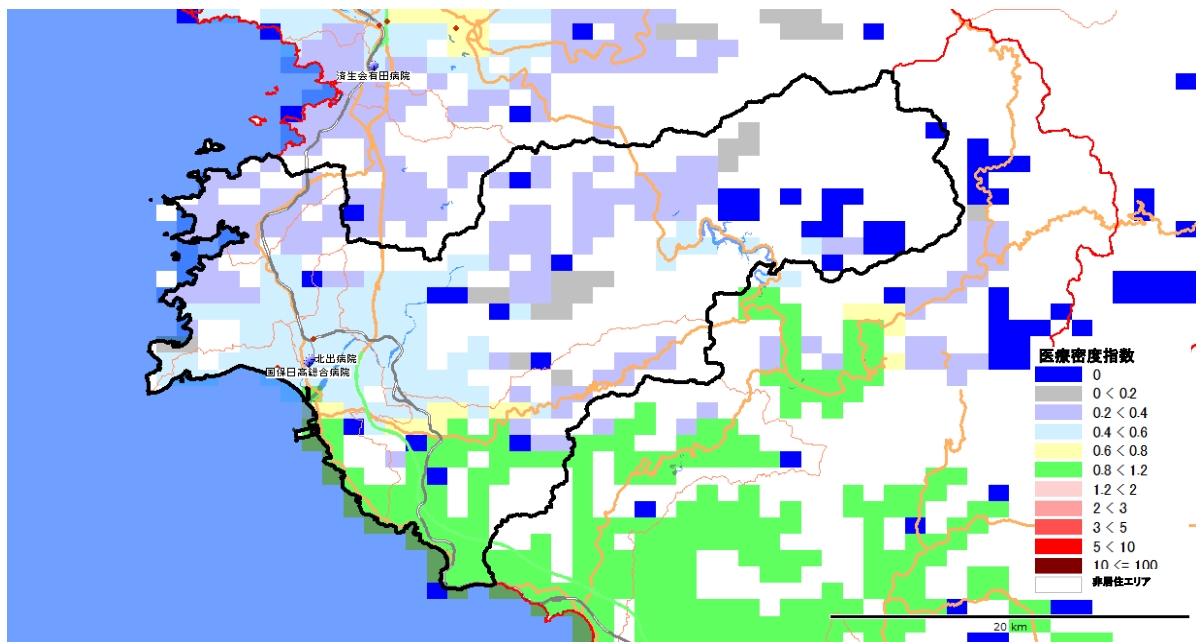 済生会有田病院
北出病院
国保日高総合病院
医療密度指数
0
0 < 0.2
0.2 < 0.4
0.4 < 0.6
0.6 < 0.8
0.8 < 1.2
1.2 < 2
2 < 3
3 < 5
5 < 10
10 <= 100
非居住エリア
20 km